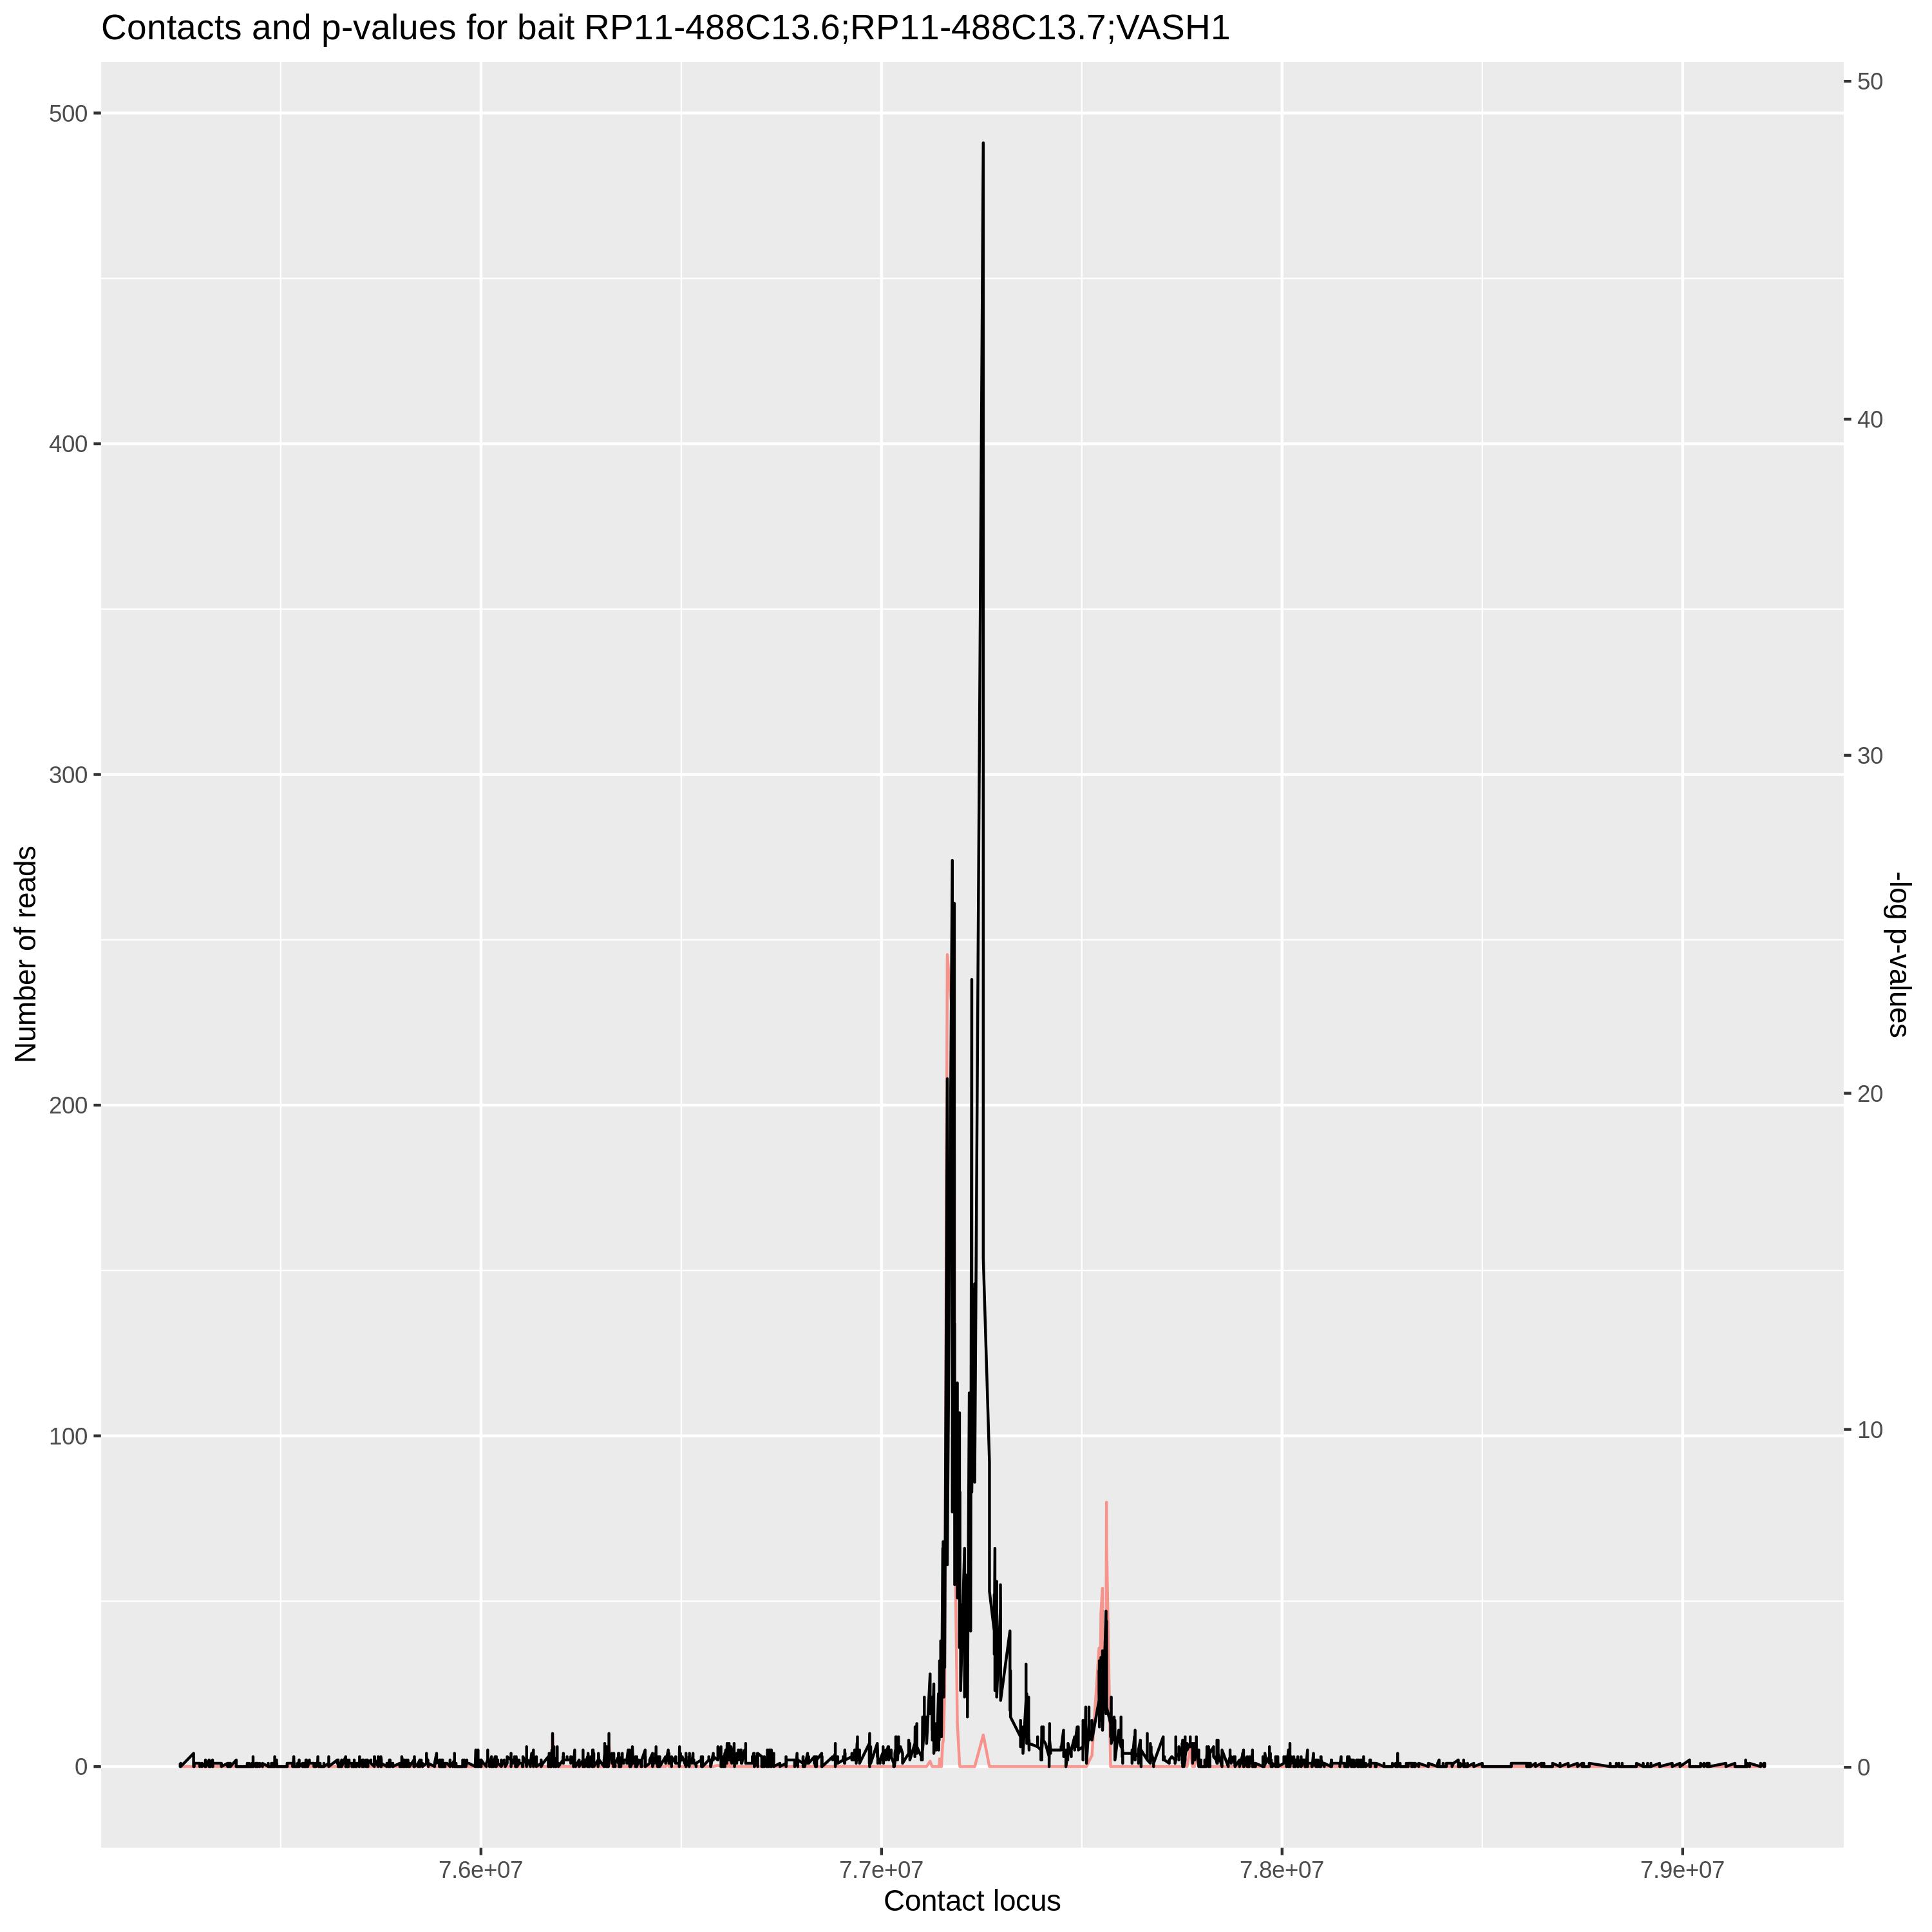 Contacts and p-values for bait RP11-488C13.6;RP11-488C13.7;VASH1
500
400
300
200
100
0
Number of reads
50
40
30
20
10
0
-log p-values
7.6e+07 7.7e+07 7.8e+07 7.9e+07
Contact locus